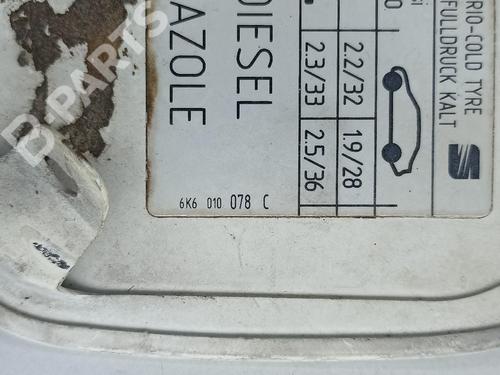 RIO-COLD TYRE
FULLDRUCK KALT
2.2/32
1.9/28
2.3/33
2.5/36
DIESEL
AZOLE
6K6 010 078 C
B-PARTS